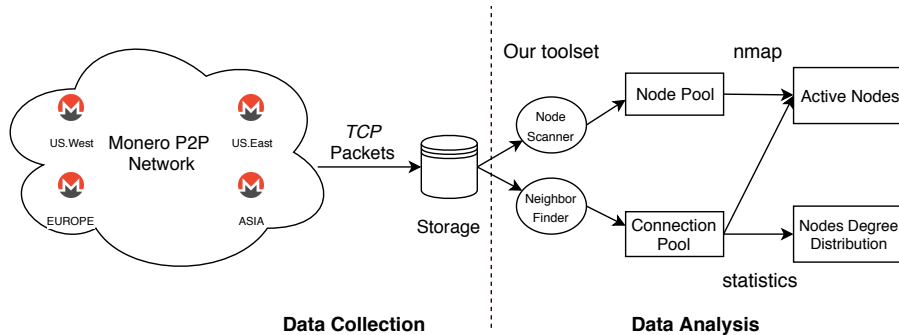 Our toolset
nmap
Node Pool
Active Nodes
Node
Scanner
US.West
US.East
Monero P2P
Network
TCP
Packets
EUROPE
ASIA
Storage
Neighbor
Finder
Connection
Pool
Nodes Degree
Distribution
statistics
Data Collection
Data Analysis